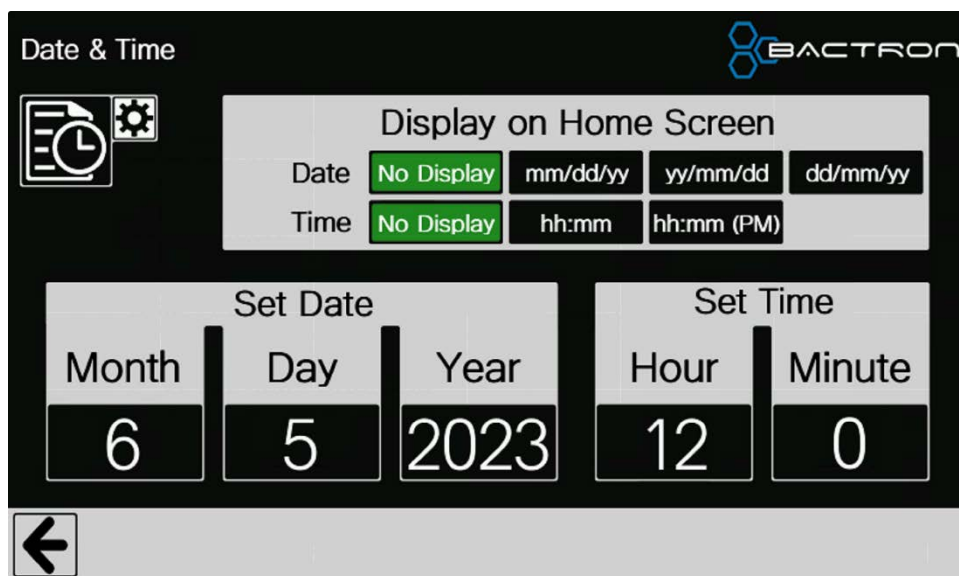 Date & Time
BACTRON
Display on Home Screen
Date No Display mm/dd/yy yy/mm/dd dd/mm/yy
Time No Display hh:mm hh:mm (PM)
Set Date
Month Day Year
6 5 2023
Set Time
Hour Minute
12 0